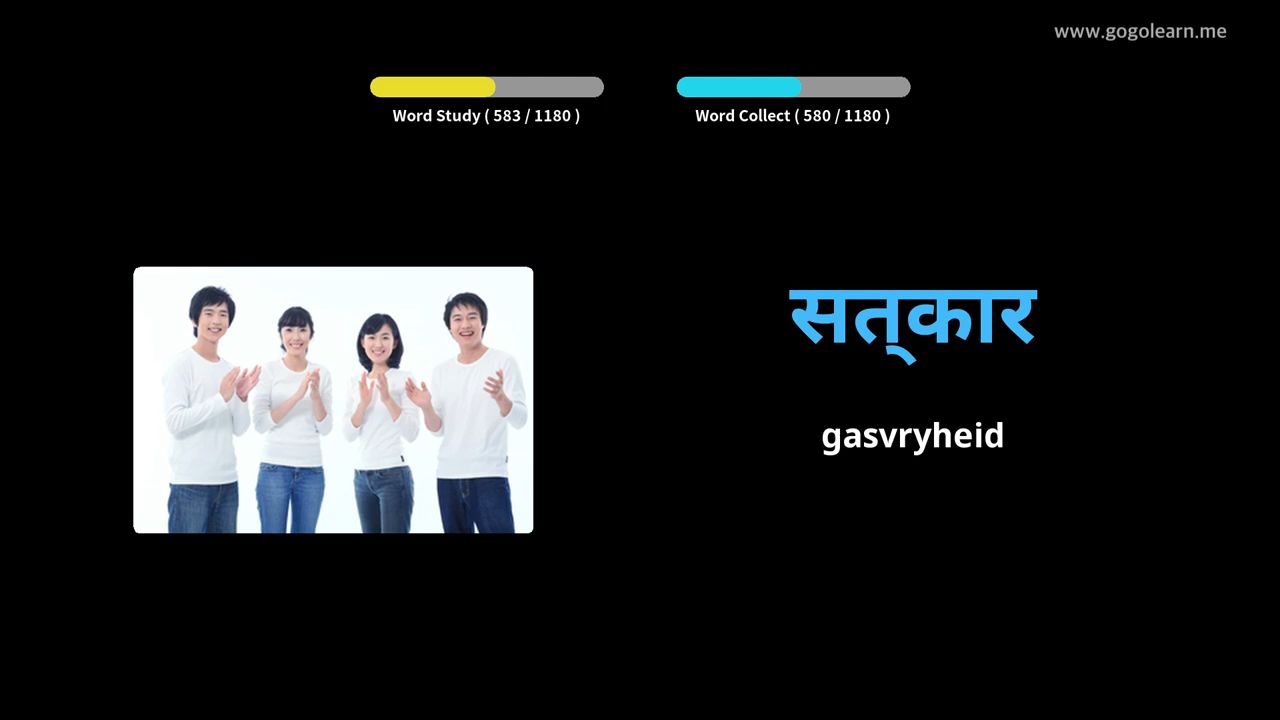 www.gogolearn.me
Word Study ( 583 / 1180 )
Word Collect ( 580 / 1180 )
सत्‌कार
gasvryheid